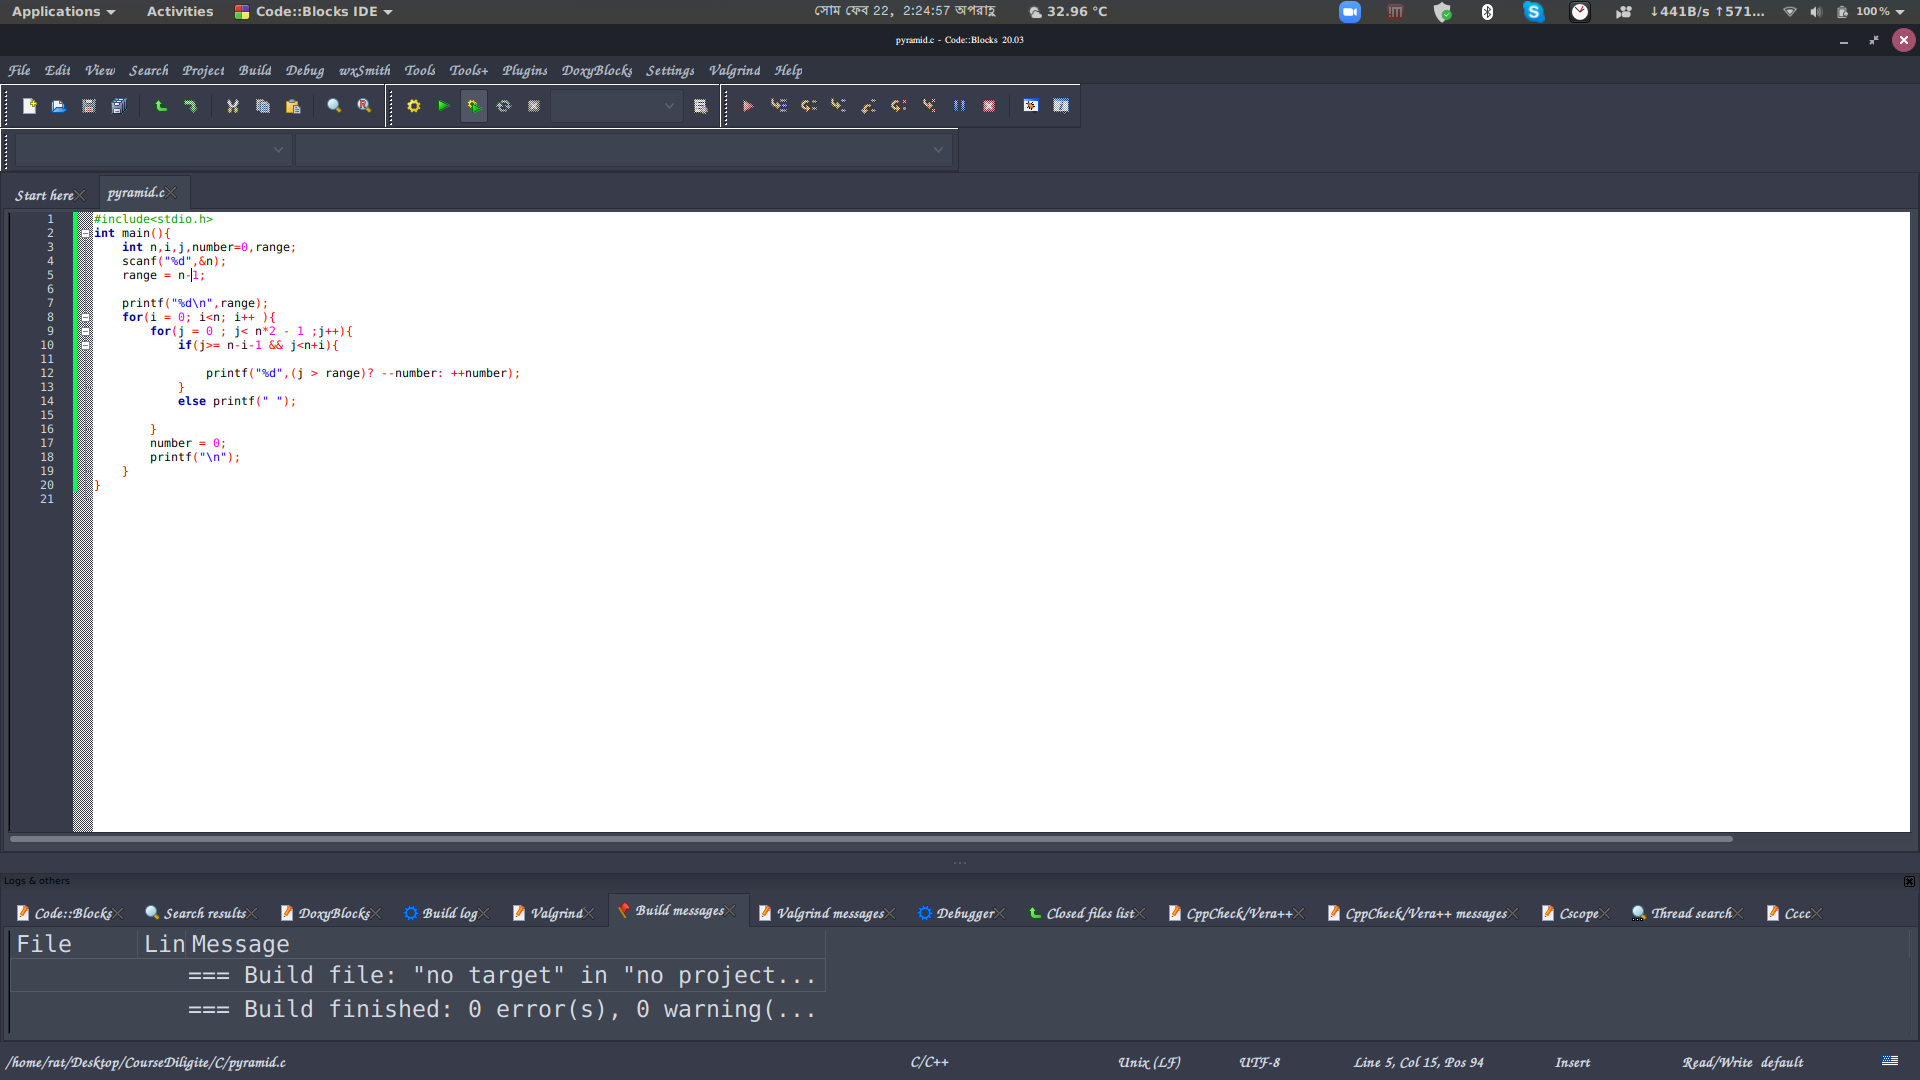 Applications Activities Code::Blocks IDE সোম ফেব 22, 2:24:57 অপরাহ্ণ 32.96 °C ↓441B/s ↑571... 100 %
pyramid.c - Code::Blocks 20.03
File Edit View Search Project Build Debug wxSmith Tools Tools+ Plugins DoxyBlocks Settings Valgrind Help
Start here pyramid.c
1 #include<stdio.h>
2 int main(){
3 int n,i,j,number=0,range;
4 scanf("%d",&n);
5 range = n-1;
6
7 printf("%d\n",range);
8 for(i = 0; i<n; i++ ){
9 for(j = 0 ; j< n*2 - 1 ;j++){
10 if(j>= n-i-1 && j<n+i){
11
12 printf("%d",(j > range)? --number: ++number);
13 }
14 else printf(" ");
15
16 }
17 number = 0;
18 printf("\n");
19 }
20 }
21
Logs & others
Code::Blocks Search results DoxyBlocks Build log Valgrind Build messages Valgrind messages Debugger Closed files list CppCheck/Vera++ CppCheck/Vera++ messages Cscope Thread search Cccc
File Lin Message
=== Build file: "no target" in "no project...
=== Build finished: 0 error(s), 0 warning(...
/home/rat/Desktop/CourseDiligite/C/pyramid.c C/C++ Unix (LF) UTF-8 Line 5, Col 15, Pos 94 Insert Read/Write default